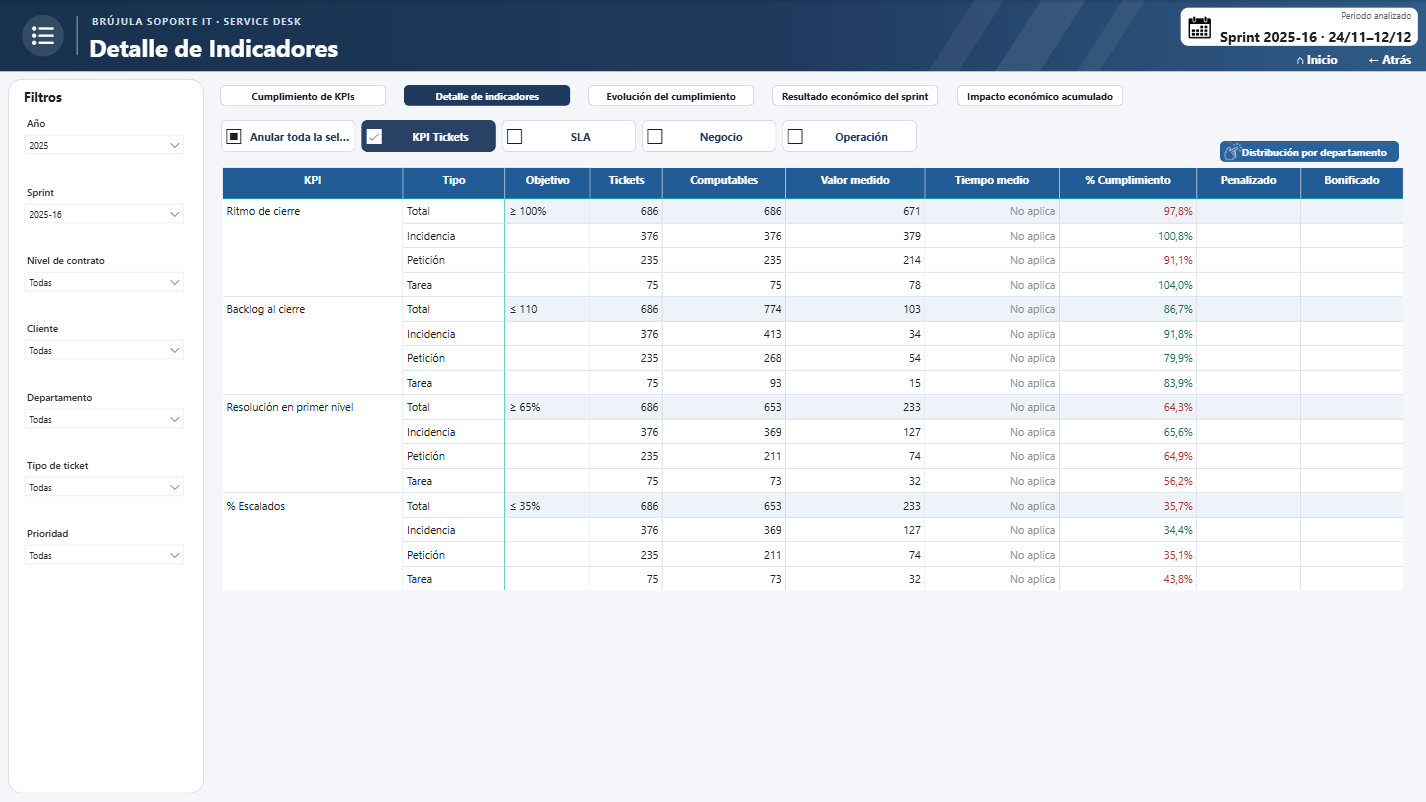 BRÚJULA SOPORTE IT · SERVICE DESK
Detalle de Indicadores
Periodo analizado
Sprint 2025-16 · 24/11–12/12
⌂ Inicio ← Atrás
Filtros
Año
2025
Sprint
2025-16
Nivel de contrato
Todas
Cliente
Todas
Departamento
Todas
Tipo de ticket
Todas
Prioridad
Todas
Cumplimiento de KPIs Detalle de indicadores Evolución del cumplimiento Resultado económico del sprint Impacto económico acumulado
Anular toda la sel... KPI Tickets SLA Negocio Operación
Distribución por departamento
KPI Tipo Objetivo Tickets Computables Valor medido Tiempo medio % Cumplimiento Penalizado Bonificado
Ritmo de cierre Total ≥ 100% 686 686 671 No aplica 97,8%
Incidencia 376 376 379 No aplica 100,8%
Petición 235 235 214 No aplica 91,1%
Tarea 75 75 78 No aplica 104,0%
Backlog al cierre Total ≤ 110 686 774 103 No aplica 86,7%
Incidencia 376 413 34 No aplica 91,8%
Petición 235 268 54 No aplica 79,9%
Tarea 75 93 15 No aplica 83,9%
Resolución en primer nivel Total ≥ 65% 686 653 233 No aplica 64,3%
Incidencia 376 369 127 No aplica 65,6%
Petición 235 211 74 No aplica 64,9%
Tarea 75 73 32 No aplica 56,2%
% Escalados Total ≤ 35% 686 653 233 No aplica 35,7%
Incidencia 376 369 127 No aplica 34,4%
Petición 235 211 74 No aplica 35,1%
Tarea 75 73 32 No aplica 43,8%